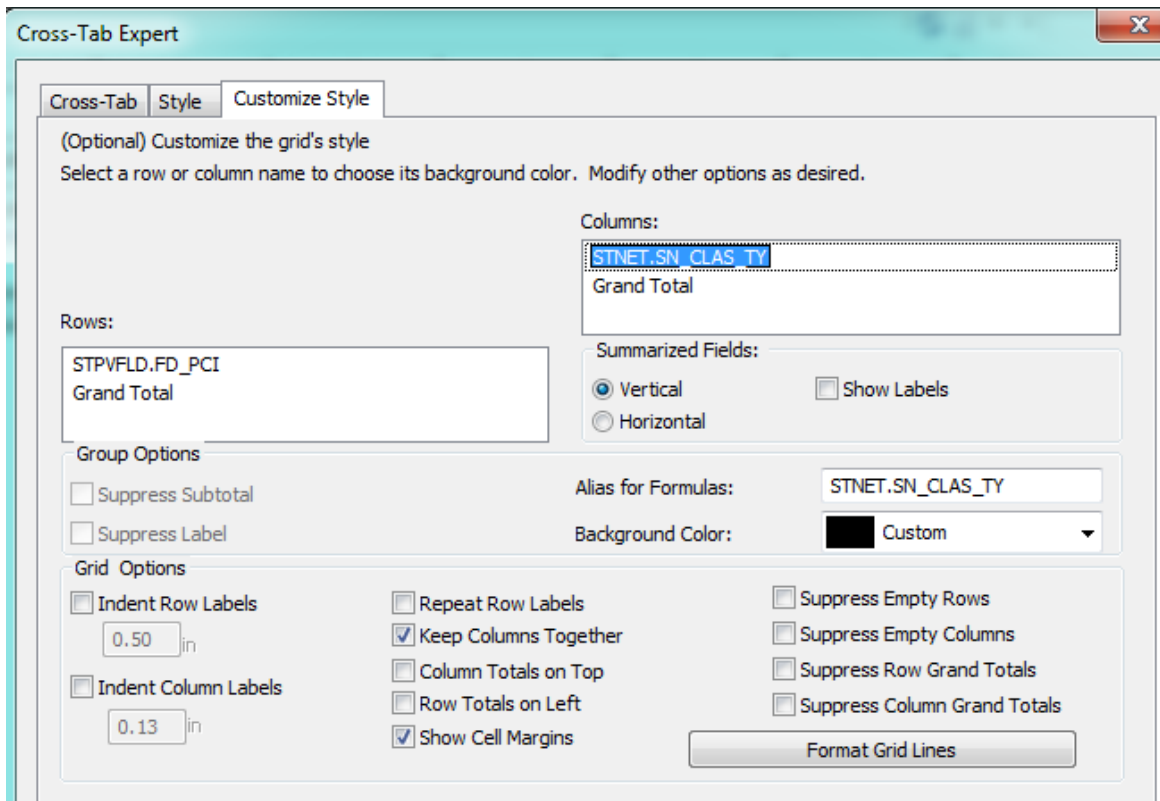 Cross-Tab Expert
Cross-Tab Style Customize Style
(Optional) Customize the grid's style
Select a row or column name to choose its background color. Modify other options as desired.
Columns:
STNET.SN_CLAS_TY
Grand Total
Rows:
STPVFLD.FD_PCI
Grand Total
Summarized Fields:
Vertical
Show Labels
Horizontal
Group Options
Suppress Subtotal
Suppress Label
Alias for Formulas: STNET.SN_CLAS_TY
Background Color: Custom
Grid Options
Indent Row Labels
0.50 in
Indent Column Labels
0.13 in
Repeat Row Labels
Keep Columns Together
Column Totals on Top
Row Totals on Left
Show Cell Margins
Suppress Empty Rows
Suppress Empty Columns
Suppress Row Grand Totals
Suppress Column Grand Totals
Format Grid Lines